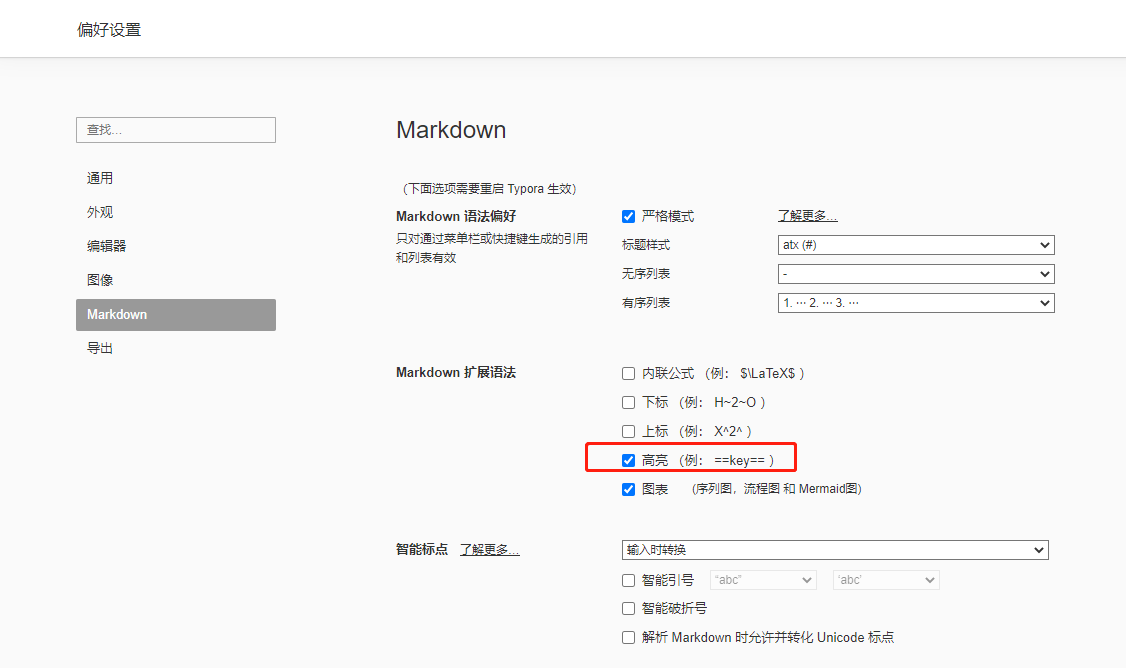 偏好设置
查找...
通用
外观
编辑器
图像
Markdown
导出
Markdown
（下面选项需要重启 Typora 生效）
Markdown 语法偏好
只对通过菜单栏或快捷键生成的引用
和列表有效
严格模式 了解更多...
标题样式 atx (#)
无序列表 -
有序列表 1. ··· 2. ··· 3. ···
Markdown 扩展语法
内联公式 （例： $\LaTeX$ ）
下标 （例： H~2~O ）
上标 （例： X^2^ ）
高亮 （例： ==key== ）
图表 (序列图，流程图 和 Mermaid图)
智能标点 了解更多... 输入时转换
智能引号 “abc” ‘abc’
智能破折号
解析 Markdown 时允许并转化 Unicode 标点